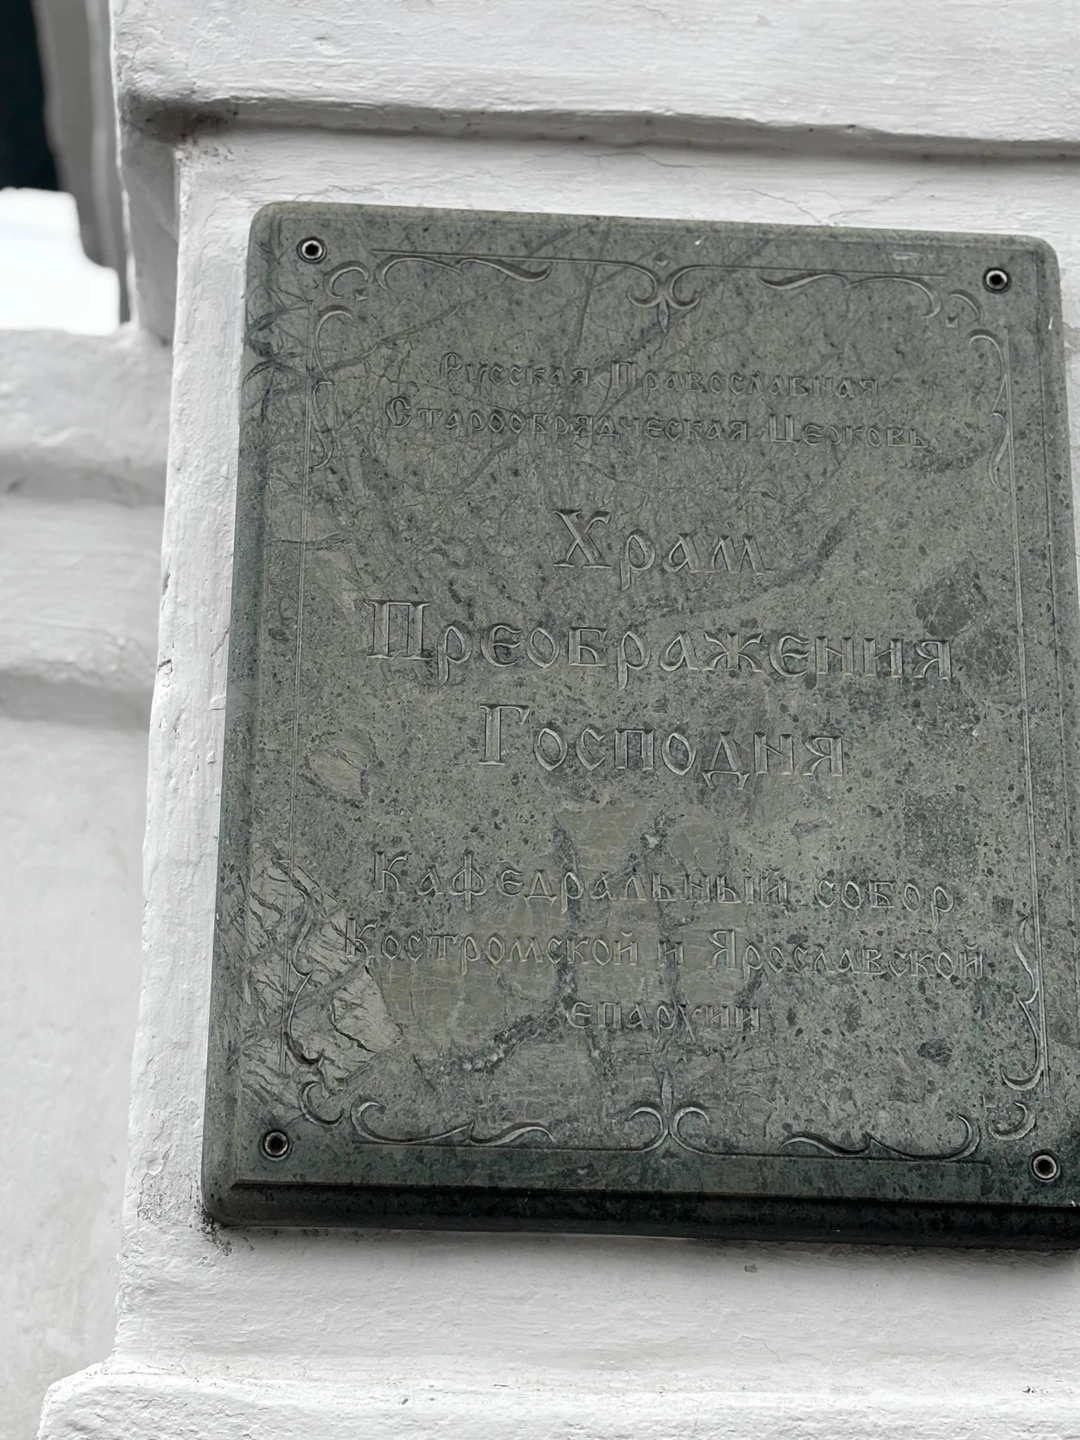 Русская Православная
Старообрядческая Церковь
Храм
Преображения
Господня
Кафедральный собор
Костромской и Ярославской
епархии